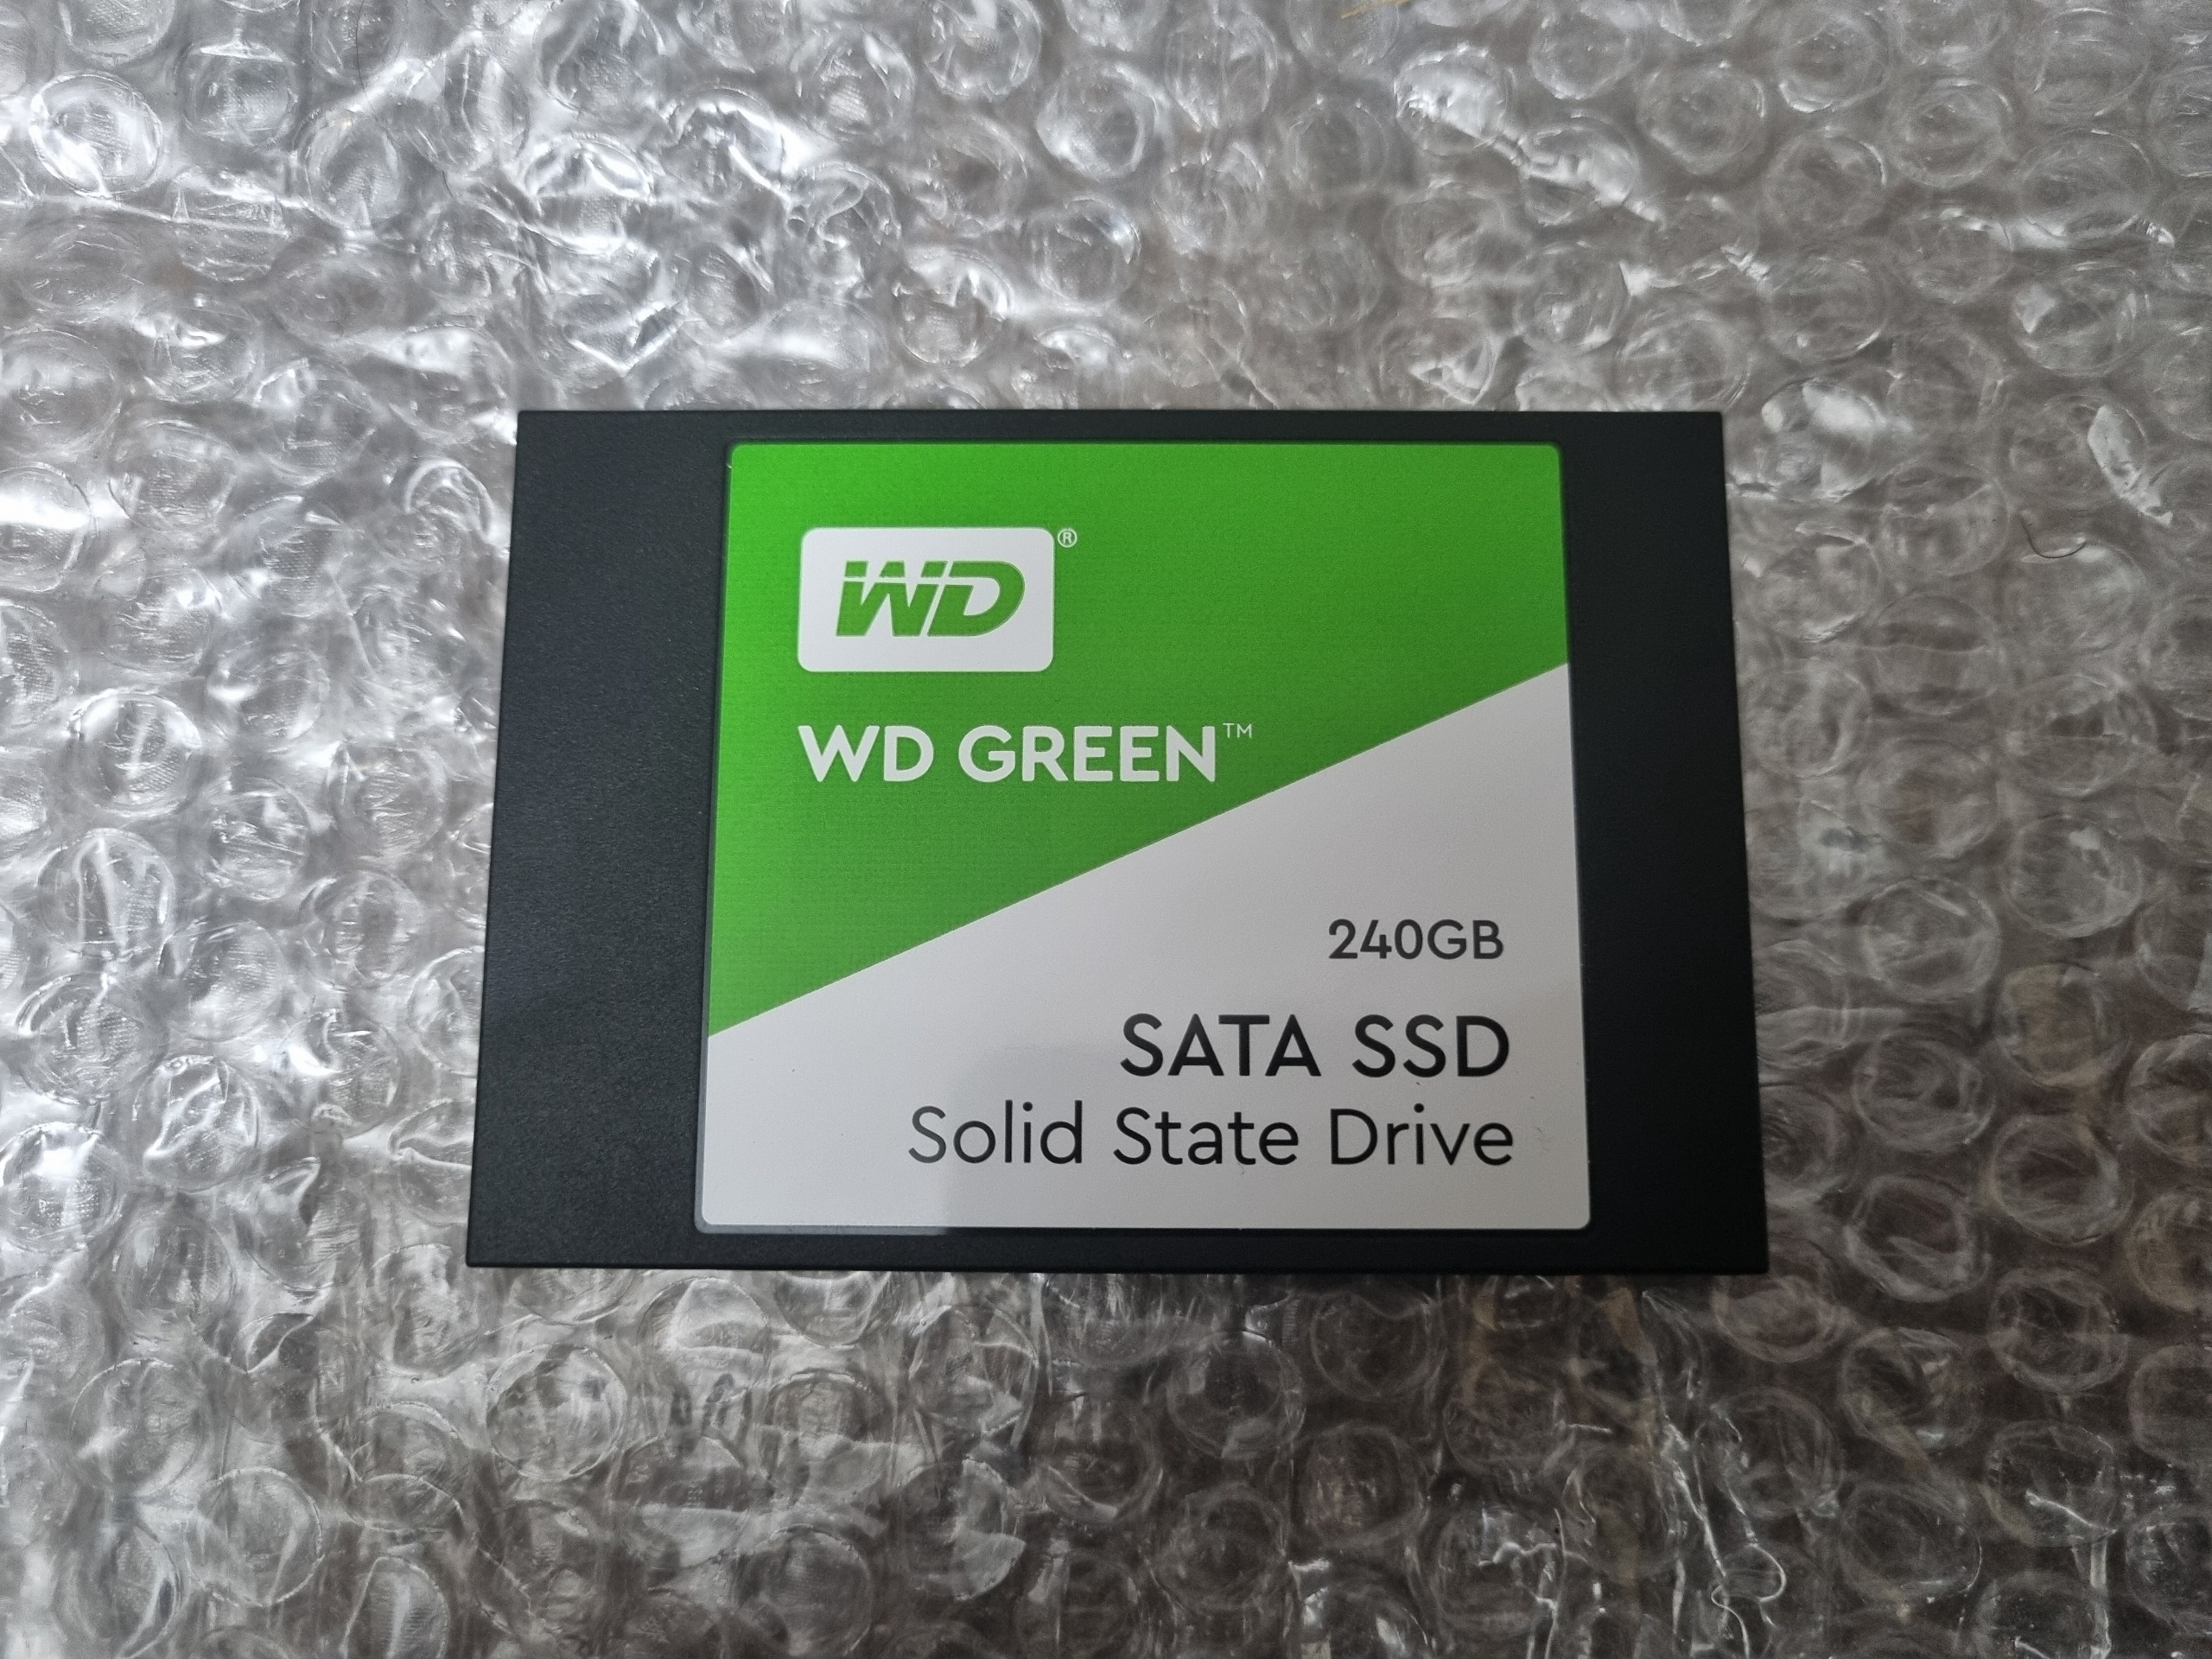 WD®
WD GREEN™
240GB
SATA SSD
Solid State Drive